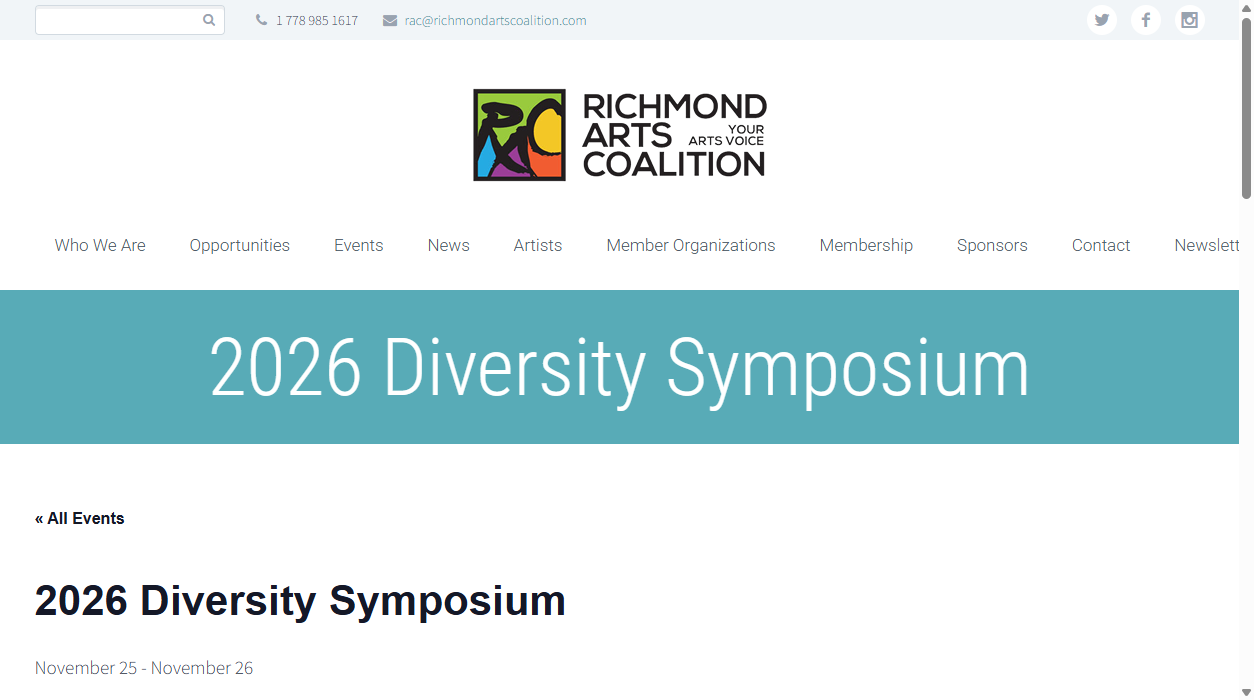 1 778 985 1617 rac@richmondartscoalition.com
RICHMOND
ARTS YOUR
ARTS VOICE
COALITION
Who We Are Opportunities Events News Artists Member Organizations Membership Sponsors Contact Newslett
2026 Diversity Symposium
« All Events
2026 Diversity Symposium
November 25 - November 26